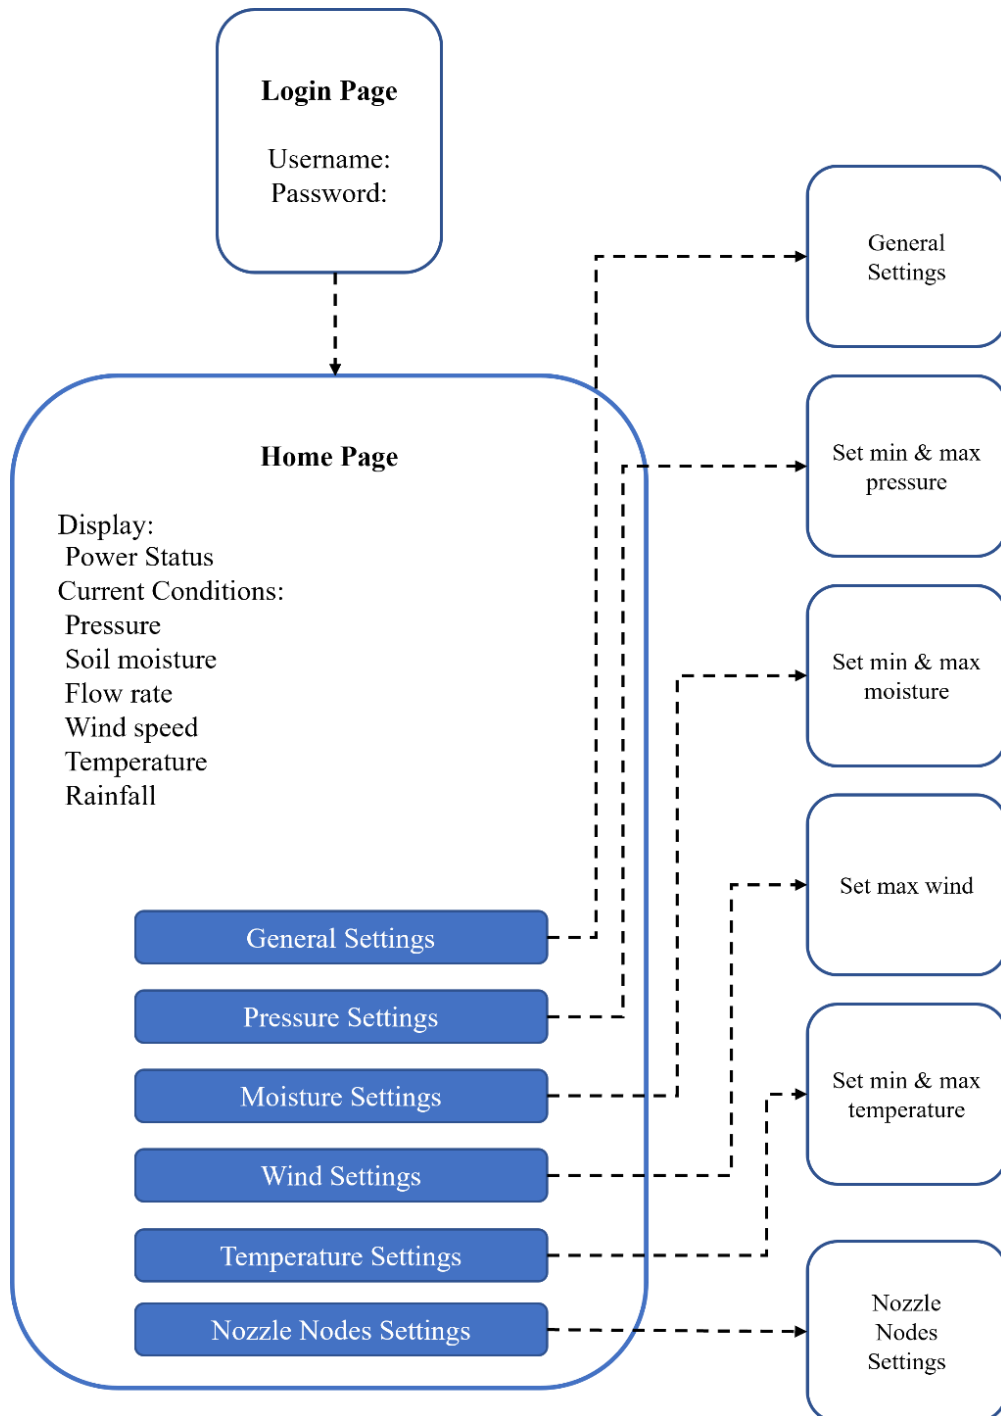 Login Page
Username:
Password:
Home Page
Display:
Power Status
Current Conditions:
Pressure
Soil moisture
Flow rate
Wind speed
Temperature
Rainfall
General Settings
Pressure Settings
Moisture Settings
Wind Settings
Temperature Settings
Nozzle Nodes Settings
General
Settings
Set min & max
pressure
Set min & max
moisture
Set max wind
Set min & max
temperature
Nozzle
Nodes
Settings